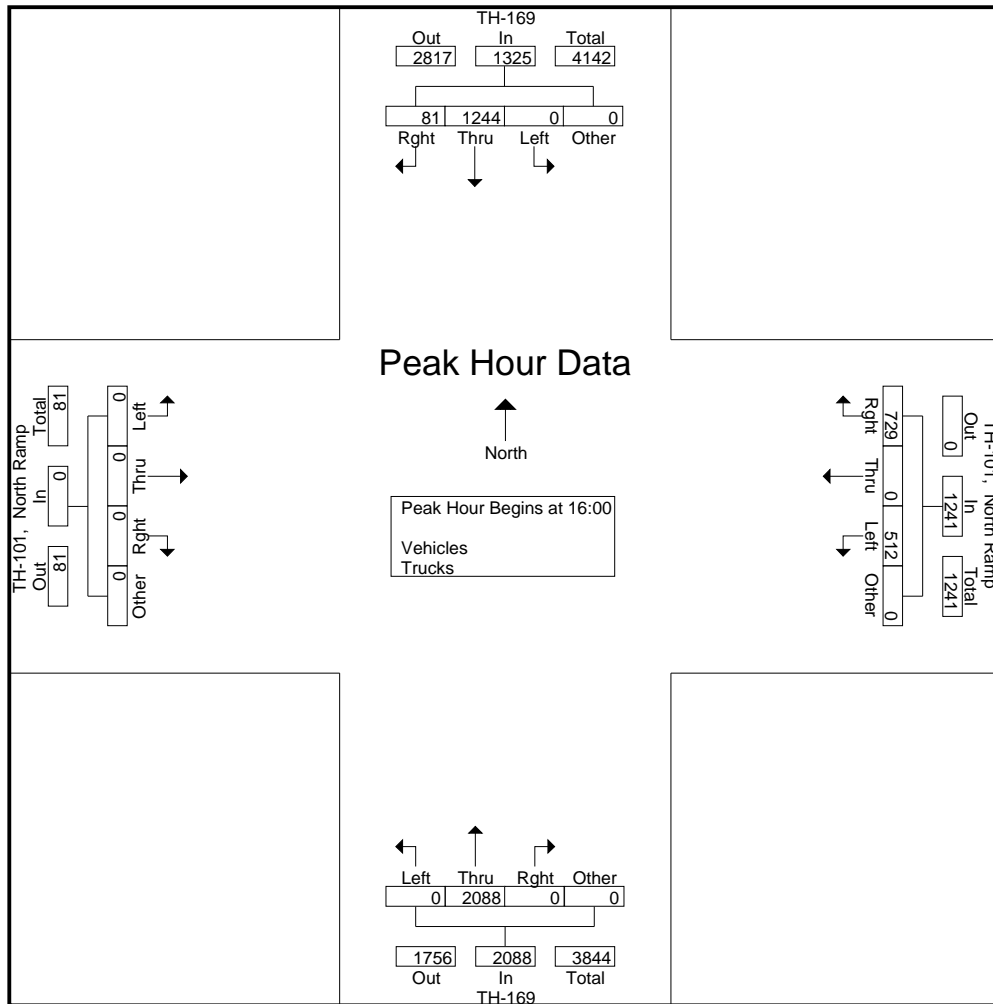 TH-169
Out In Total
2817 1325 4142
81 1244 0 0
Rght Thru Left Other
Peak Hour Data
North
Peak Hour Begins at 16:00
Vehicles
Trucks
TH-101, North Ramp
Total In Out
81 0 81
0 0 0 0
Left Thru Rght Other
TH-101, North Ramp
Out In Total
0 1241 1241
729 0 512 0
Rght Thru Left Other
Left Thru Rght Other
0 2088 0 0
1756 2088 3844
Out In Total
TH-169